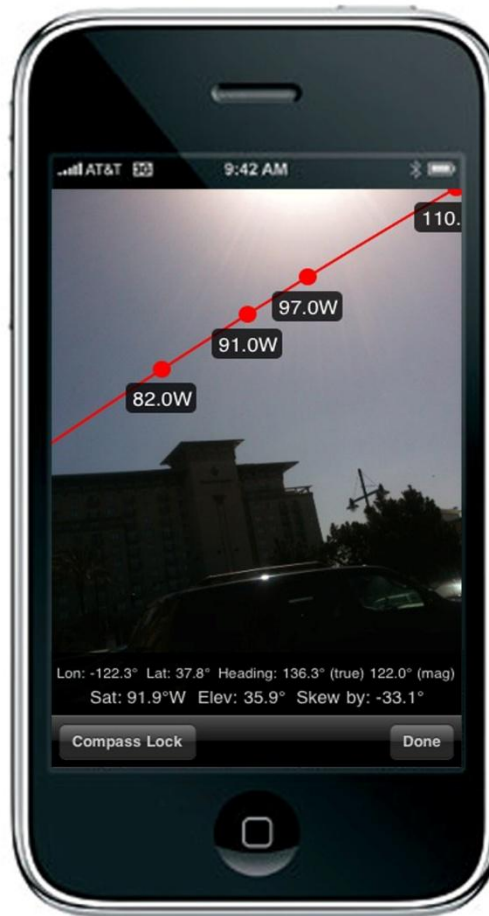 AT&T 3G 9:42 AM
110.
97.0W
91.0W
82.0W
Lon: -122.3° Lat: 37.8° Heading: 136.3° (true) 122.0° (mag)
Sat: 91.9°W Elev: 35.9° Skew by: -33.1°
Compass Lock Done